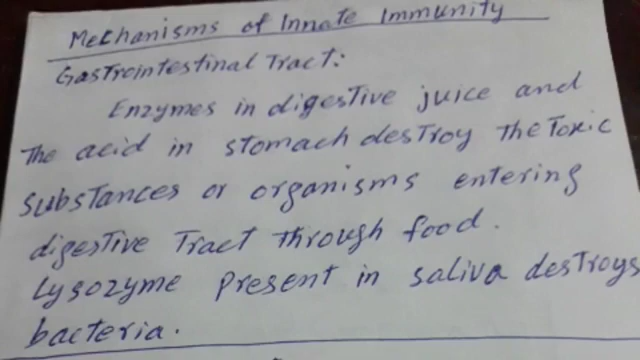 Mechanisms of Innate Immunity
Gastrointestinal Tract:
Enzymes in digestive juice and
The acid in stomach destroy the Toxic
substances or organisms entering
digestive Tract through food.
Lysozyme Present in saliva destroys
bacteria.